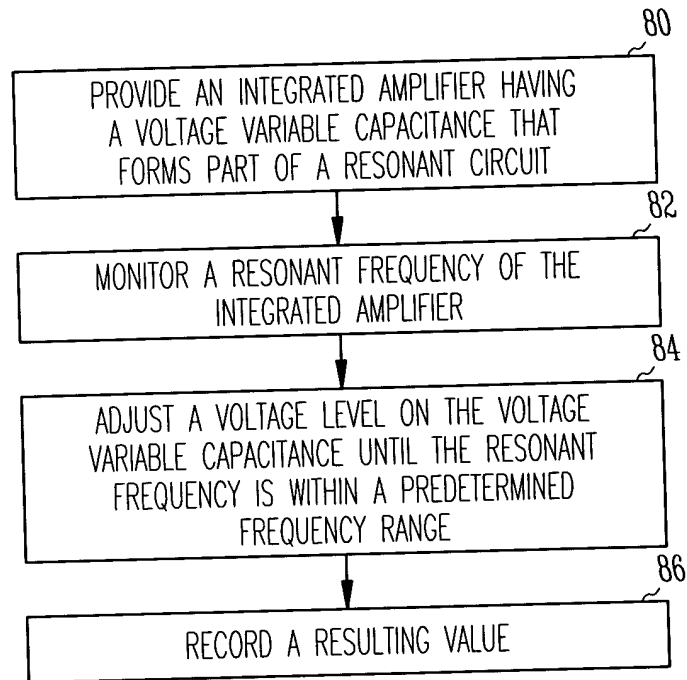 80
PROVIDE AN INTEGRATED AMPLIFIER HAVING
A VOLTAGE VARIABLE CAPACITANCE THAT
FORMS PART OF A RESONANT CIRCUIT
82
MONITOR A RESONANT FREQUENCY OF THE
INTEGRATED AMPLIFIER
84
ADJUST A VOLTAGE LEVEL ON THE VOLTAGE
VARIABLE CAPACITANCE UNTIL THE RESONANT
FREQUENCY IS WITHIN A PREDETERMINED
FREQUENCY RANGE
86
RECORD A RESULTING VALUE